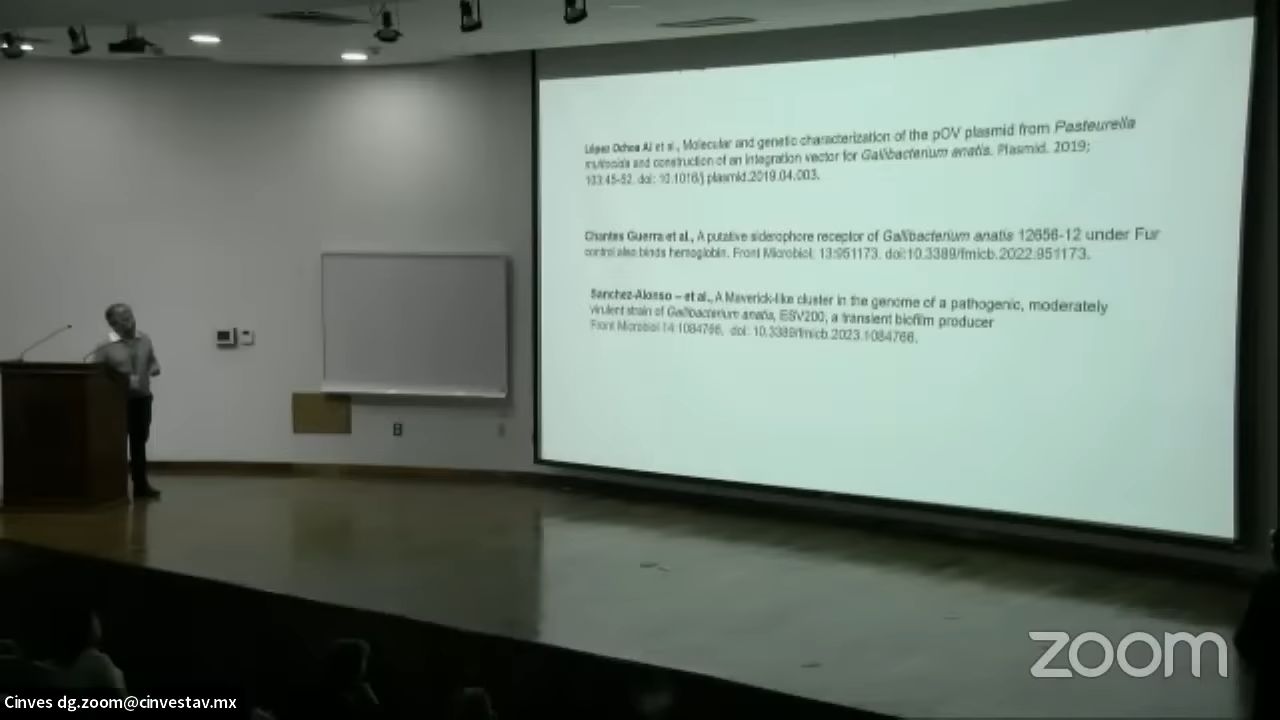 López Ochoa AJ et al., Molecular and genetic characterization of the pOV plasmid from Pasteurella
multocida and construction of an integration vector for Gallibacterium anatis. Plasmid. 2019;
103:45-52. doi: 10.1016/j.plasmid.2019.04.003.
Chantes Guerra et al., A putative siderophore receptor of Gallibacterium anatis 12656-12 under Fur
control also binds hemoglobin. Front Microbiol. 13:951173. doi:10.3389/fmicb.2022.951173.
Sanchez-Alonso – et al., A Maverick-like cluster in the genome of a pathogenic, moderately
virulent strain of Gallibacterium anatis, ESV200, a transient biofilm producer
Front Microbiol 14:1084766. doi: 10.3389/fmicb.2023.1084766.
zoom
Cinves dg.zoom@cinvestav.mx